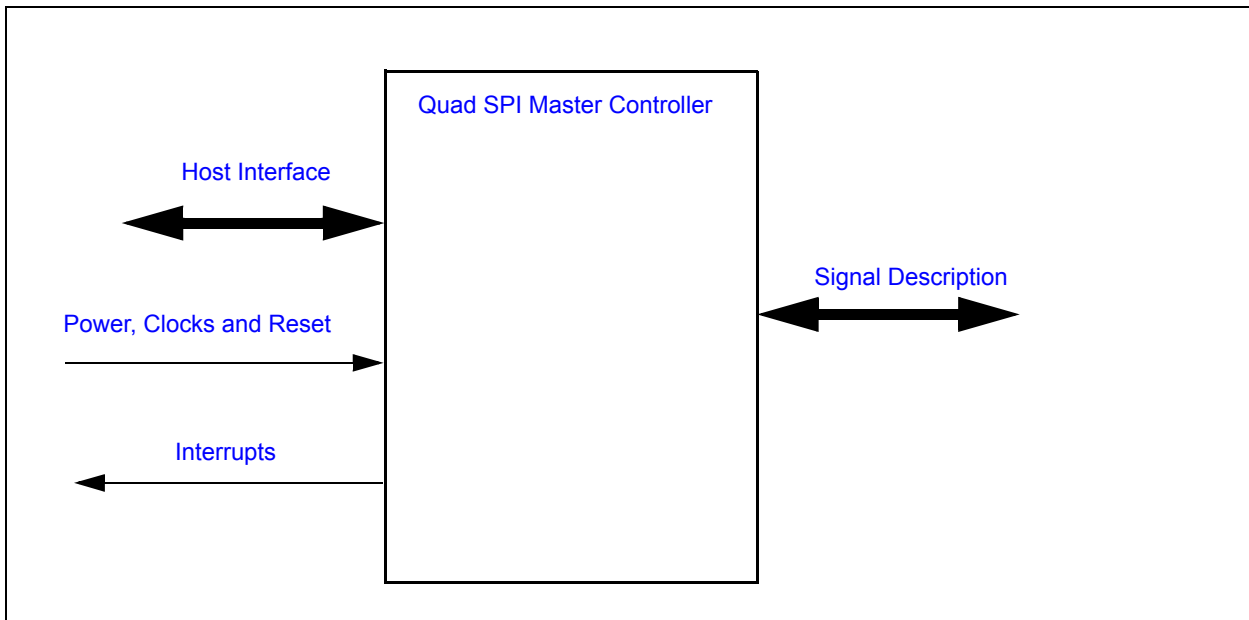 Quad SPI Master Controller
Host Interface
Signal Description
Power, Clocks and Reset
Interrupts